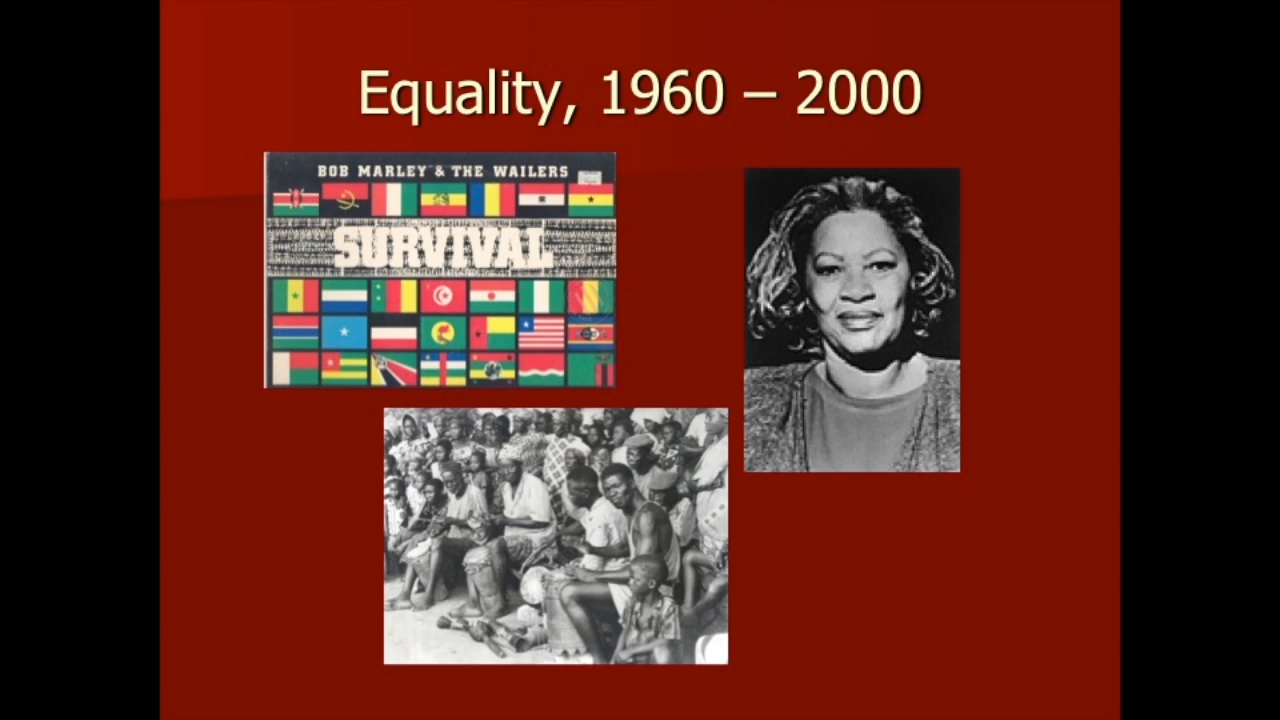 Equality, 1960 – 2000
BOB MARLEY & THE WAILERS
SURVIVAL